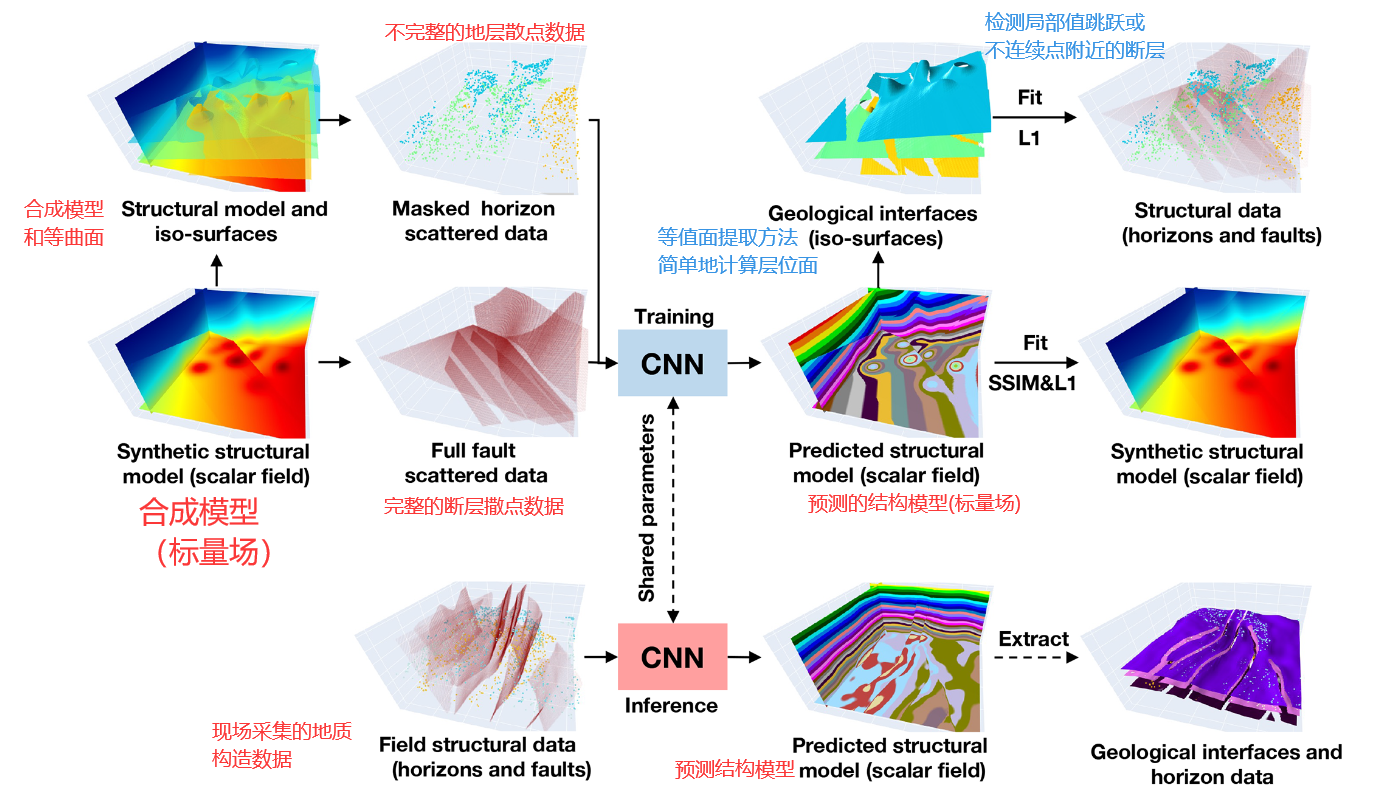 不完整的地层散点数据
检测局部值跳跃或
不连续点附近的断层
Fit
L1
合成模型
和等曲面
Structural model and
iso-surfaces
Masked horizon
scattered data
Geological interfaces
(iso-surfaces)
等值面提取方法
简单地计算层位面
Structural data
(horizons and faults)
Training
CNN
Fit
SSIM&L1
Synthetic structural
model (scalar field)
合成模型
（标量场）
Full fault
scattered data
完整的断层撒点数据
Shared parameters
Predicted structural
model (scalar field)
预测的结构模型(标量场)
Synthetic structural
model (scalar field)
CNN
Inference
Extract
现场采集的地质
构造数据
Field structural data
(horizons and faults)
预测结构模型
Predicted structural
model (scalar field)
Geological interfaces and
horizon data